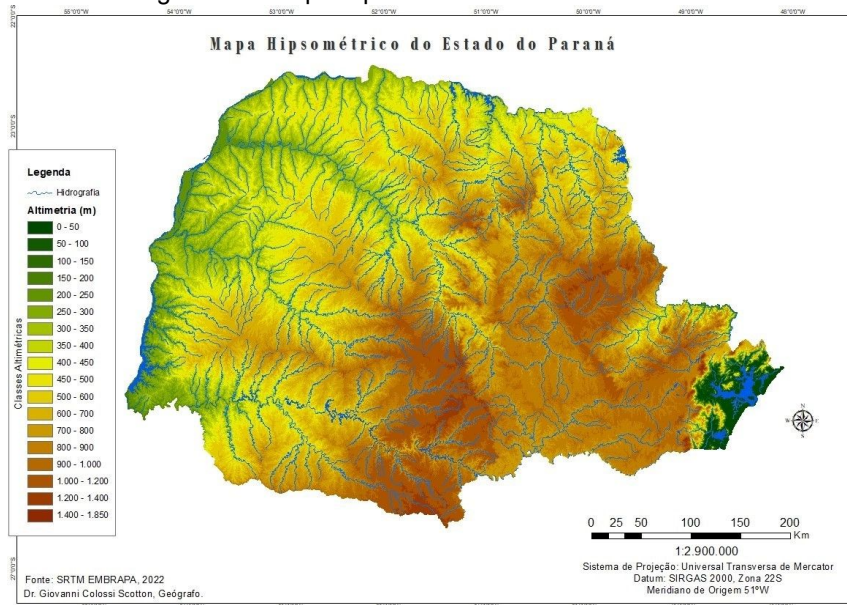 55°0'0"W 54°0'0"W 53°0'0"W 52°0'0"W 51°0'0"W 50°0'0"W 49°0'0"W 48°0'0"W
Mapa Hipsométrico do Estado do Paraná
23°0'0"S
Legenda
Hidrografia
Altimetria (m)
Classes Altimétricas
0 - 50
50 - 100
100 - 150
150 - 200
200 - 250
250 - 300
300 - 350
350 - 400
400 - 450
450 - 500
500 - 600
600 - 700
700 - 800
800 - 900
900 - 1.000
1.000 - 1.200
1.200 - 1.400
1.400 - 1.850
N
W E
S
0 25 50 100 150 200
Km
1:2.900.000
Sistema de Projeção: Universal Transversa de Mercator
Datum: SIRGAS 2000, Zona 22S
Meridiano de Origem 51°W
27°0'0"S
Fonte: SRTM EMBRAPA, 2022
Dr. Giovanni Colossi Scotton, Geógrafo.